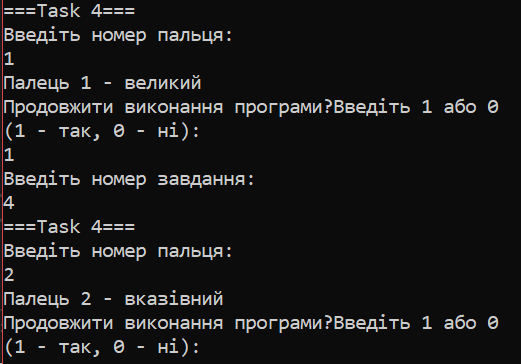 ===Task 4===
Введіть номер пальця:
1
Палець 1 - великий
Продовжити виконання програми?Введіть 1 або 0
(1 - так, 0 - ні):
1
Введіть номер завдання:
4
===Task 4===
Введіть номер пальця:
2
Палець 2 - вказівний
Продовжити виконання програми?Введіть 1 або 0
(1 - так, 0 - ні):